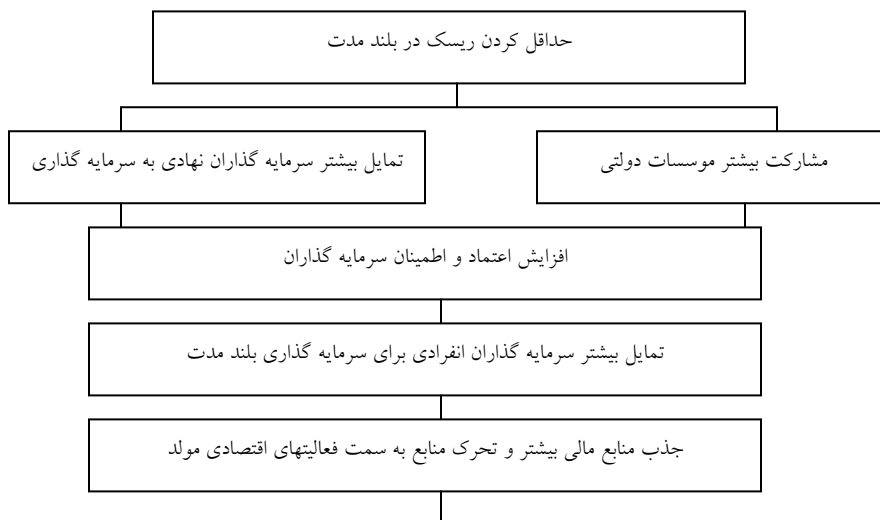 حداقل کردن ریسک در بلند مدت
مشارکت بیشتر موسسات دولتی
تمایل بیشتر سرمایه گذاران نهادی به سرمایه گذاری
افزایش اعتماد و اطمینان سرمایه گذاران
تمایل بیشتر سرمایه گذاران انفرادی برای سرمایه گذاری بلند مدت
جذب منابع مالی بیشتر و تحرک منابع به سمت فعالیتهای اقتصادی مولد